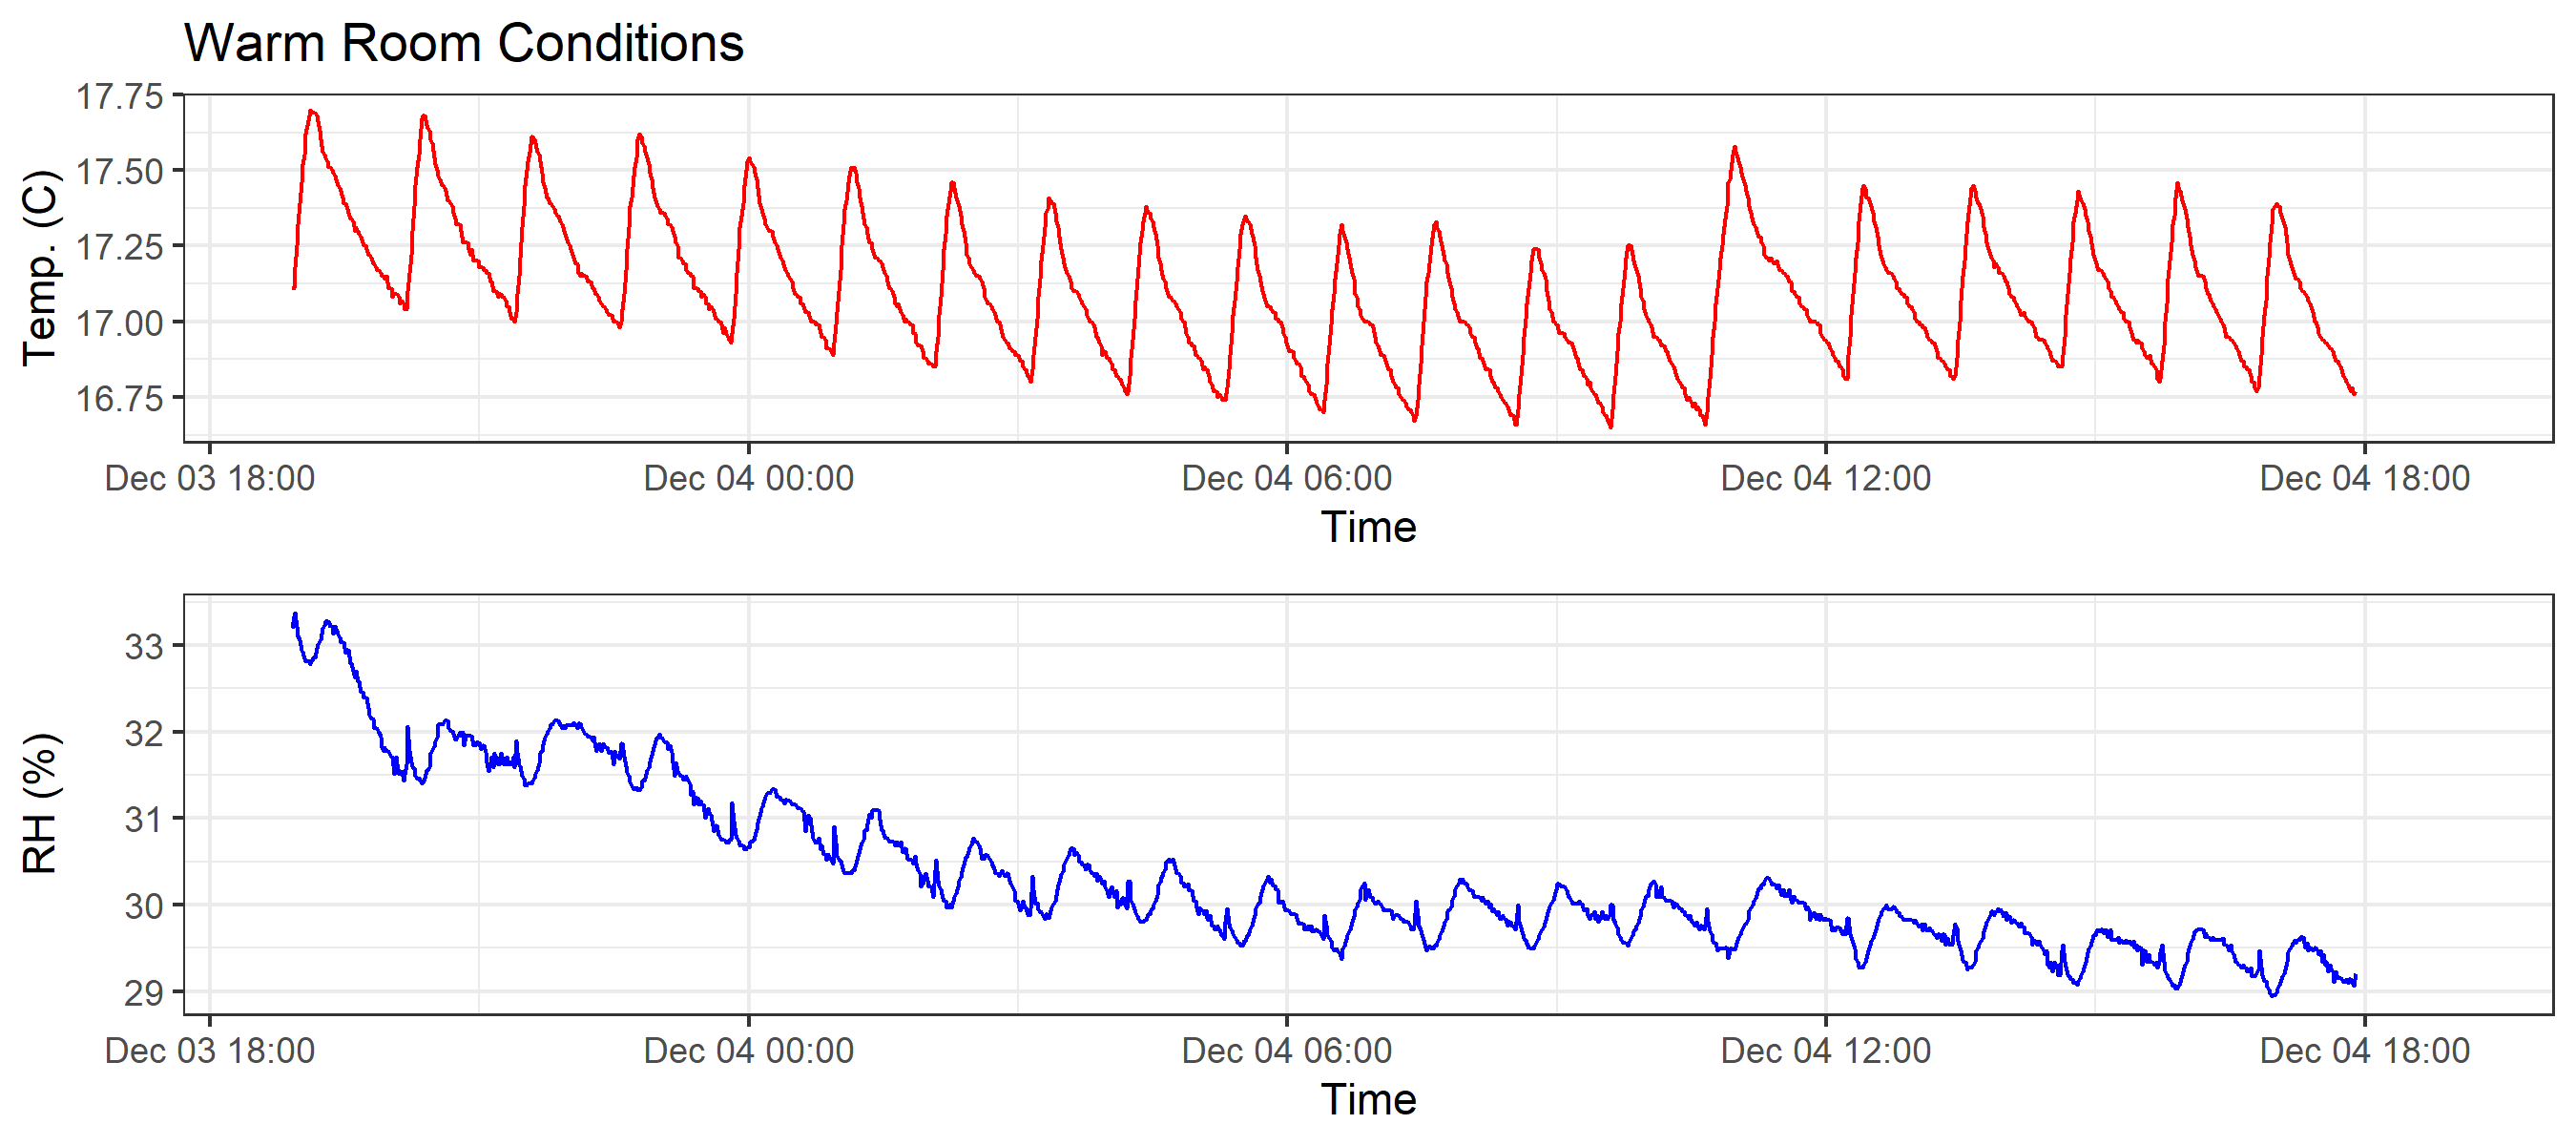 Warm Room Conditions
17.75
17.50
17.25
17.00
16.75
Temp. (C)
Dec 03 18:00 Dec 04 00:00 Dec 04 06:00 Dec 04 12:00 Dec 04 18:00
Time
33
32
31
30
29
RH (%)
Dec 03 18:00 Dec 04 00:00 Dec 04 06:00 Dec 04 12:00 Dec 04 18:00
Time